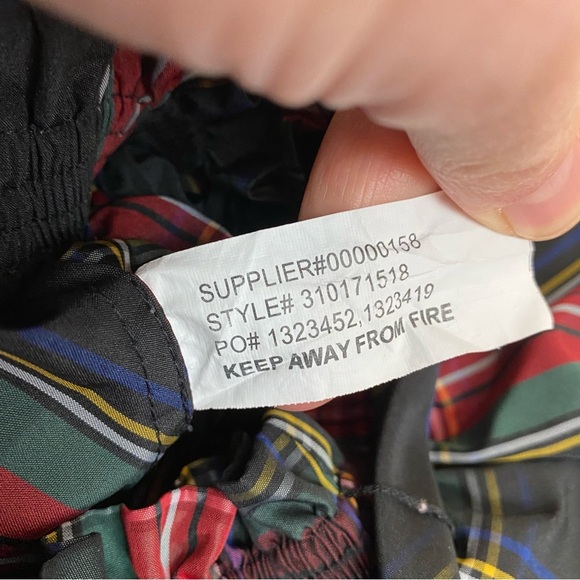 SUPPLIER#00000158
STYLE# 310171518
PO# 1323452,1323419
KEEP AWAY FROM FIRE